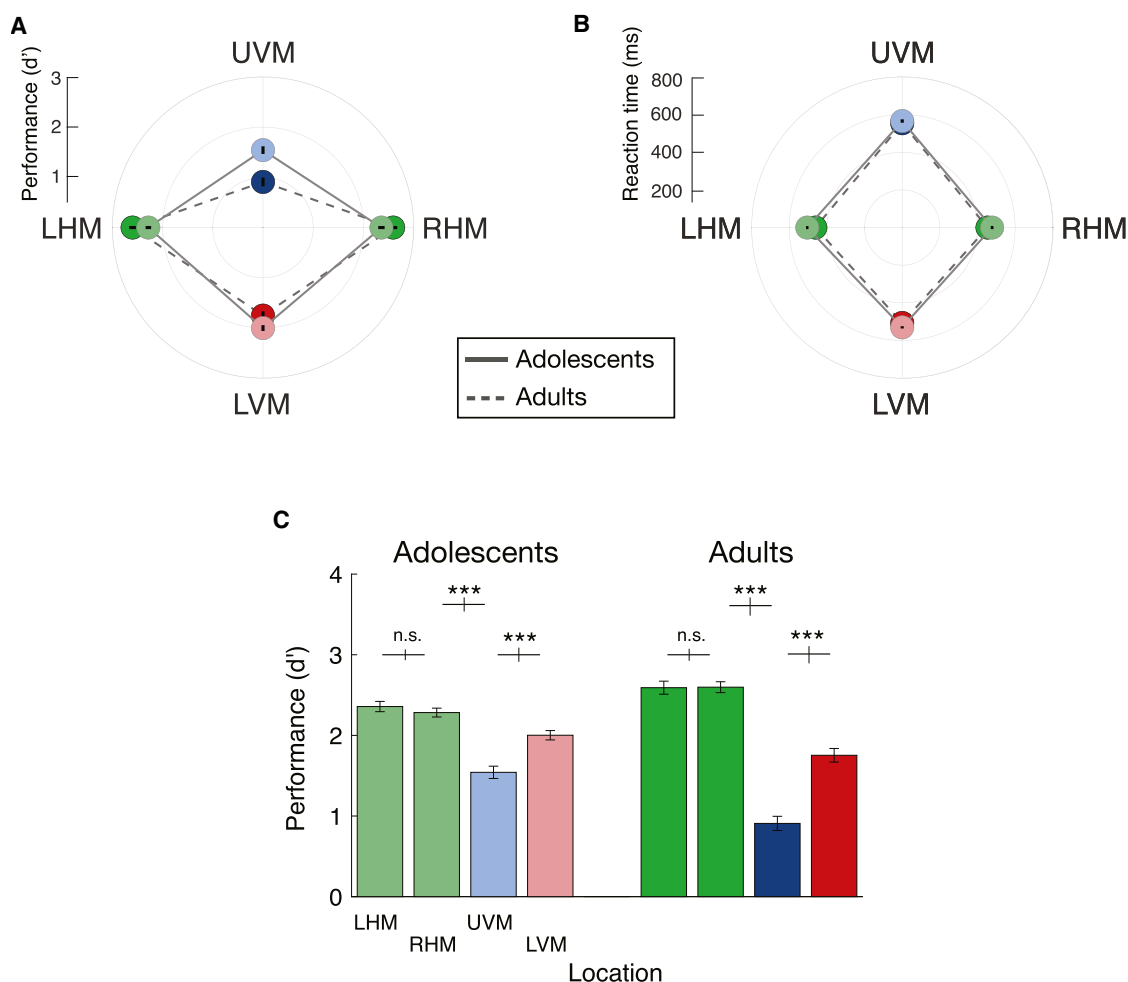 A
UVM
Performance (d’)
3
2
1
LHM
RHM
LVM
B
UVM
Reaction time (ms)
800
600
400
200
LHM
RHM
LVM
Adolescents
Adults
C
Adolescents
Adults
Performance (d')
4
3
2
1
0
***
n.s.
***
***
n.s.
***
LHM
RHM
UVM
LVM
Location